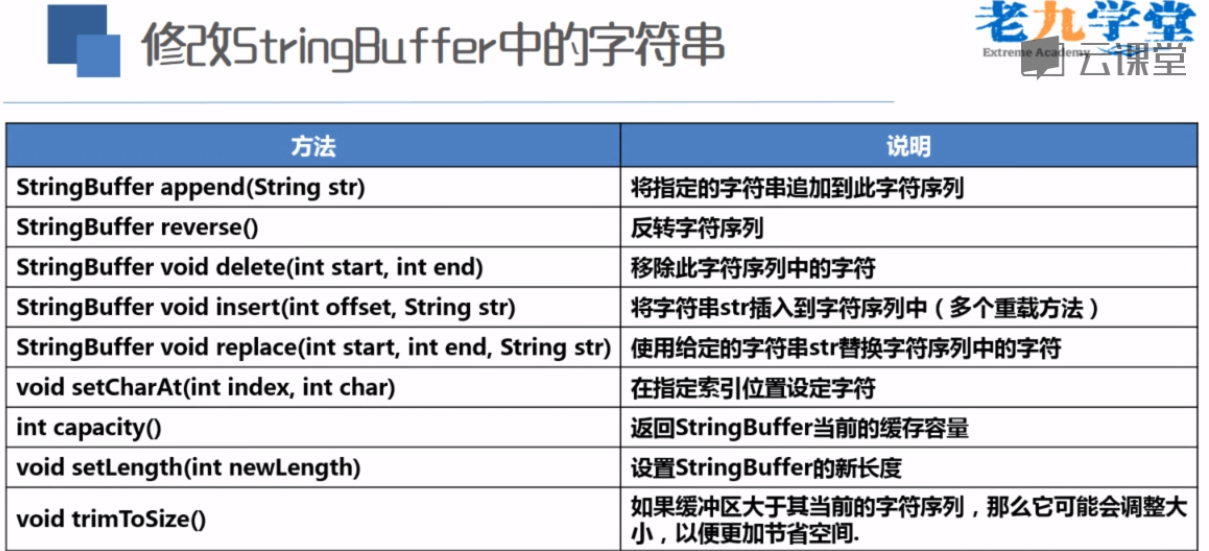 修改StringBuffer中的字符串
老九学堂
Extreme Academy
云课堂
方法 说明
StringBuffer append(String str) 将指定的字符串追加到此字符序列
StringBuffer reverse() 反转字符序列
StringBuffer void delete(int start, int end) 移除此字符序列中的字符
StringBuffer void insert(int offset, String str) 将字符串str插入到字符序列中（多个重载方法）
StringBuffer void replace(int start, int end, String str) 使用给定的字符串str替换字符序列中的字符
void setCharAt(int index, int char) 在指定索引位置设定字符
int capacity() 返回StringBuffer当前的缓存容量
void setLength(int newLength) 设置StringBuffer的新长度
void trimToSize() 如果缓冲区大于其当前的字符序列，那么它可能会调整大
小，以便更加节省空间.